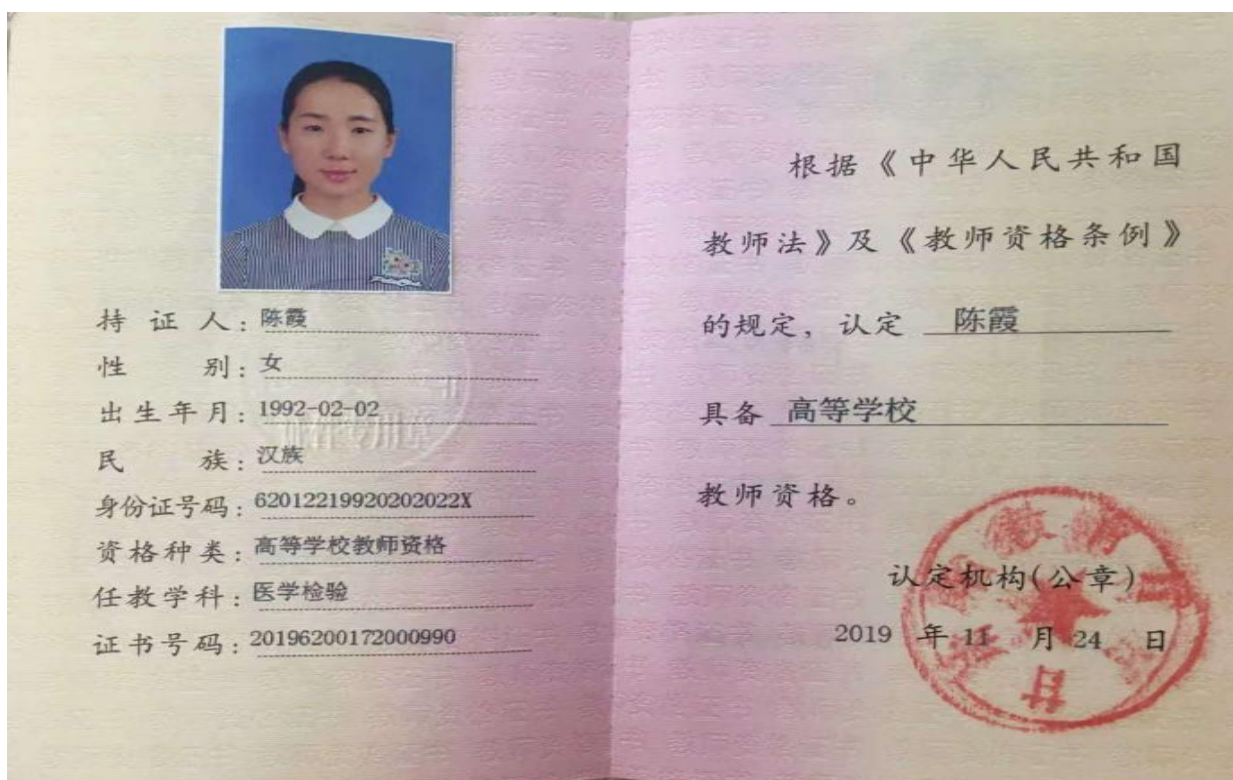 持证人：陈霞
性别：女
出生年月：1992-02-02
民族：汉族
身份证号码：62012219920202022X
资格种类：高等学校教师资格
任教学科：医学检验
证书号码：20196200172000990
根据《中华人民共和国
教师法》及《教师资格条例》
的规定，认定 陈霞
具备 高等学校
教师资格。
认定机构(公章)
2019 年 11 月 24 日